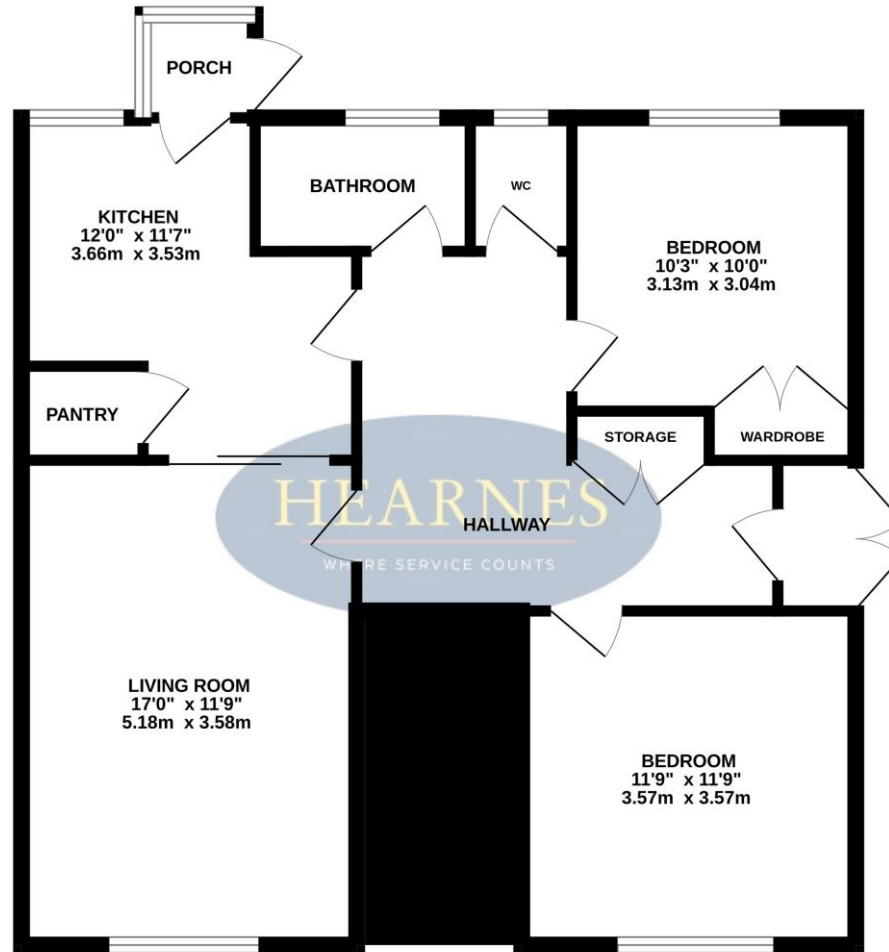 PORCH
KITCHEN
12'0" x 11'7"
3.66m x 3.53m
BATHROOM
WC
BEDROOM
10'3" x 10'0"
3.13m x 3.04m
PANTRY
STORAGE
WARDROBE
HEARNES
HALLWAY
WHERE SERVICE COUNTS
LIVING ROOM
17'0" x 11'9"
5.18m x 3.58m
BEDROOM
11'9" x 11'9"
3.57m x 3.57m